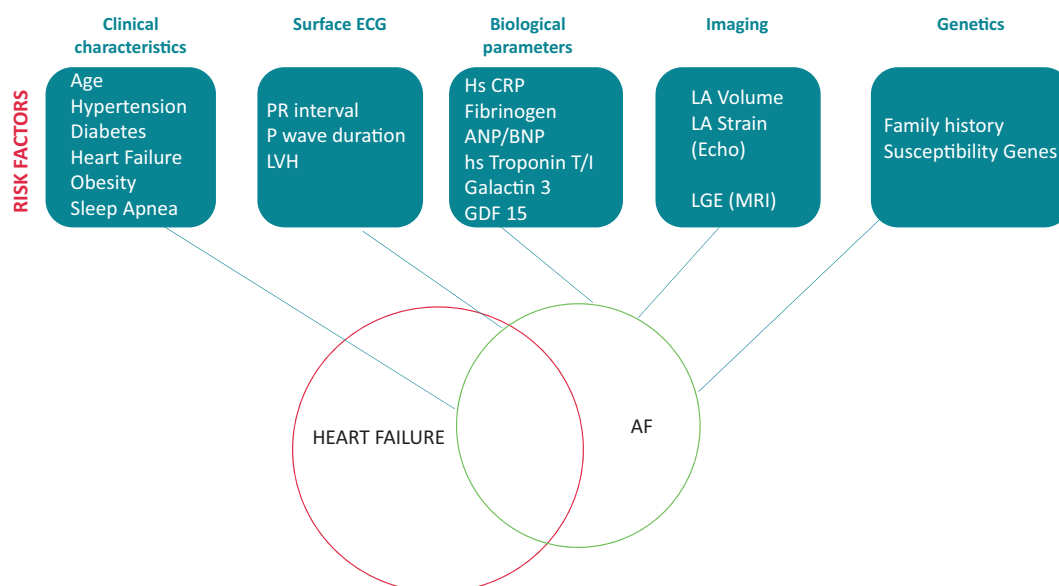 Clinical
characteristics
Surface ECG
Biological
parameters
Imaging
Genetics
RISK FACTORS
Age
Hypertension
Diabetes
Heart Failure
Obesity
Sleep Apnea
PR interval
P wave duration
LVH
Hs CRP
Fibrinogen
ANP/BNP
hs Troponin T/I
Galactin 3
GDF 15
LA Volume
LA Strain
(Echo)
LGE (MRI)
Family history
Susceptibility Genes
HEART FAILURE
AF